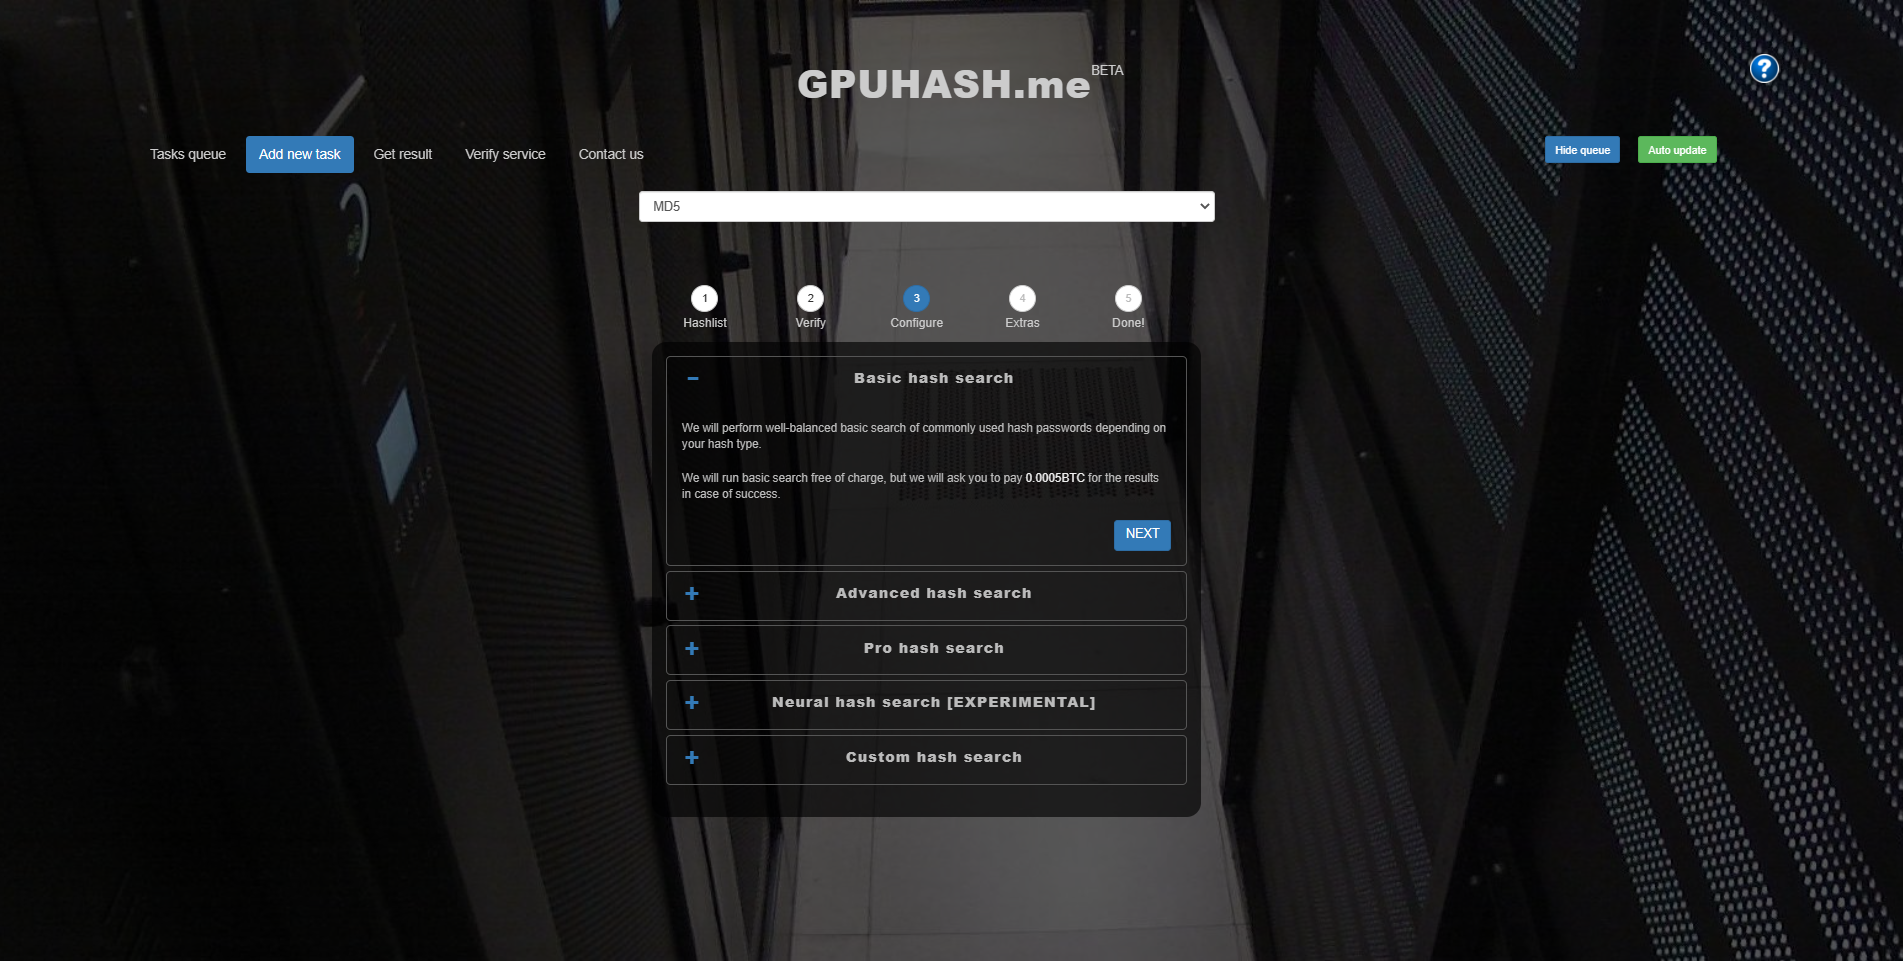 GPUHASH.me BETA
?
Tasks queue Add new task Get result Verify service Contact us Hide queue Auto update
MD5
1 2 3 4 5
Hashlist Verify Configure Extras Done!
Basic hash search
We will perform well-balanced basic search of commonly used hash passwords depending on
your hash type.
We will run basic search free of charge, but we will ask you to pay 0.0005BTC for the results
in case of success.
NEXT
Advanced hash search
Pro hash search
Neural hash search [EXPERIMENTAL]
Custom hash search